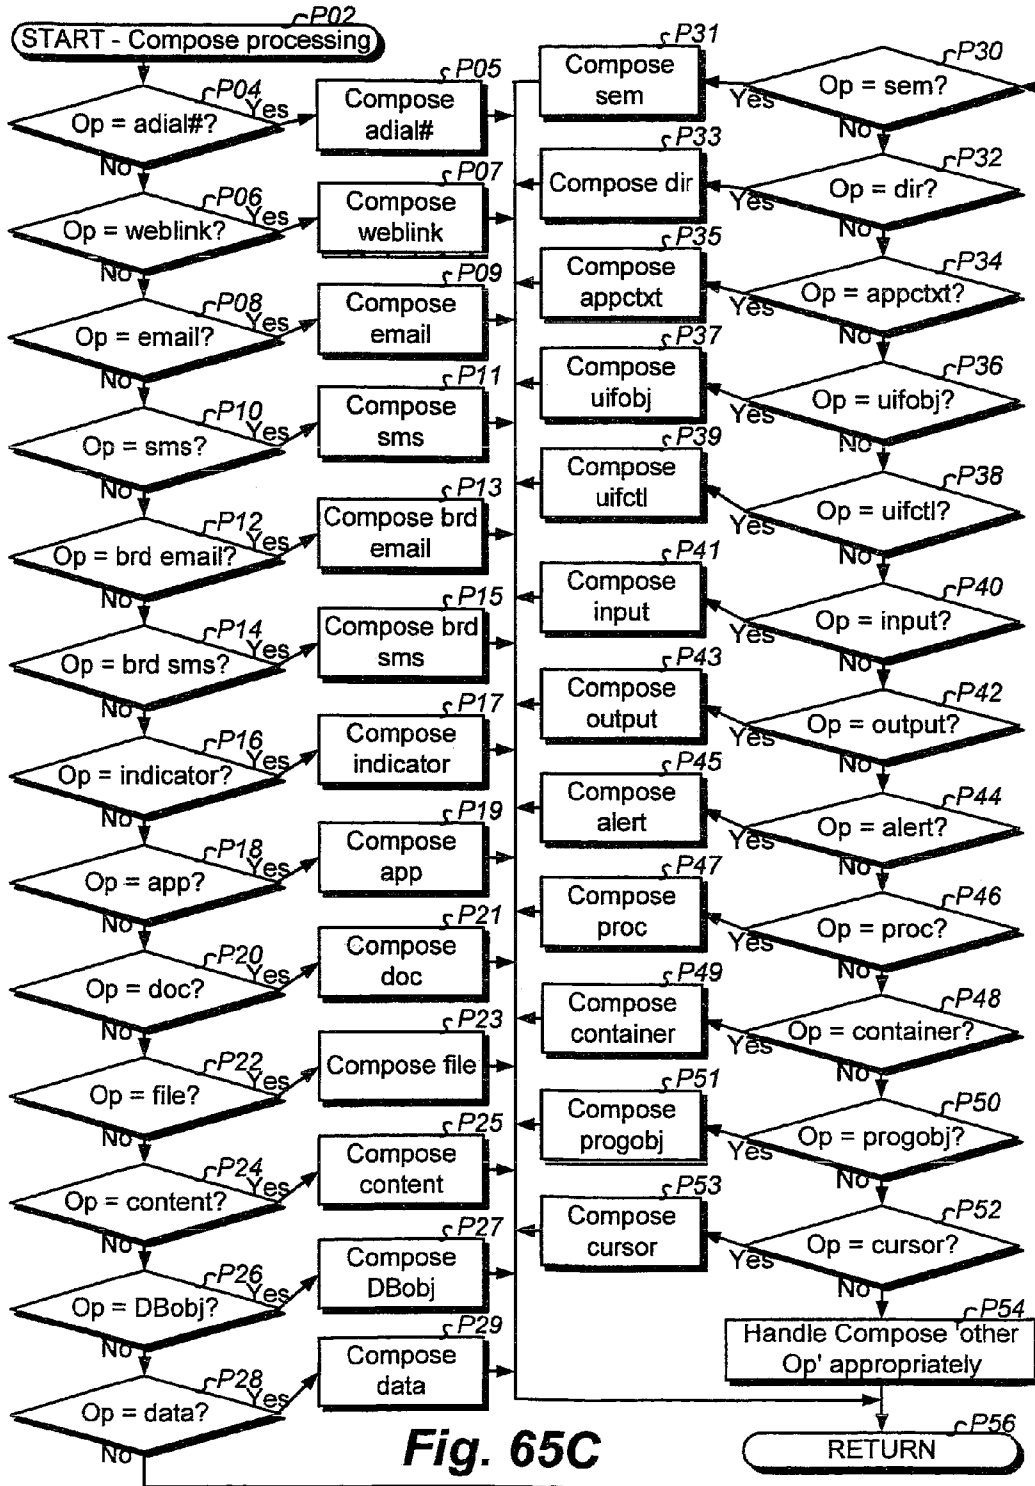 P02
START - Compose processing
P04
Op = adial#?
Yes
No
P05
Compose
adial#
P06
Op = weblink?
Yes
No
P07
Compose
weblink
P08
Op = email?
Yes
No
P09
Compose
email
P10
Op = sms?
Yes
No
P11
Compose
sms
P12
Op = brd email?
Yes
No
P13
Compose brd
email
P14
Op = brd sms?
Yes
No
P15
Compose brd
sms
P16
Op = indicator?
Yes
No
P17
Compose
indicator
P18
Op = app?
Yes
No
P19
Compose
app
P20
Op = doc?
Yes
No
P21
Compose
doc
P22
Op = file?
Yes
No
P23
Compose file
P24
Op = content?
Yes
No
P25
Compose
content
P26
Op = DBobj?
Yes
No
P27
Compose
DBobj
P28
Op = data?
Yes
No
P29
Compose
data
P30
Op = sem?
Yes
No
P31
Compose
sem
P32
Op = dir?
Yes
No
P33
Compose dir
P34
Op = appctxt?
Yes
No
P35
Compose
appctxt
P36
Op = uifobj?
Yes
No
P37
Compose
uifobj
P38
Op = uifctl?
Yes
No
P39
Compose
uifctl
P40
Op = input?
Yes
No
P41
Compose
input
P42
Op = output?
Yes
No
P43
Compose
output
P44
Op = alert?
Yes
No
P45
Compose
alert
P46
Op = proc?
Yes
No
P47
Compose
proc
P48
Op = container?
Yes
No
P49
Compose
container
P50
Op = progobj?
Yes
No
P51
Compose
progobj
P52
Op = cursor?
Yes
No
P53
Compose
cursor
P54
Handle Compose 'other
Op' appropriately
P56
RETURN
Fig. 65C